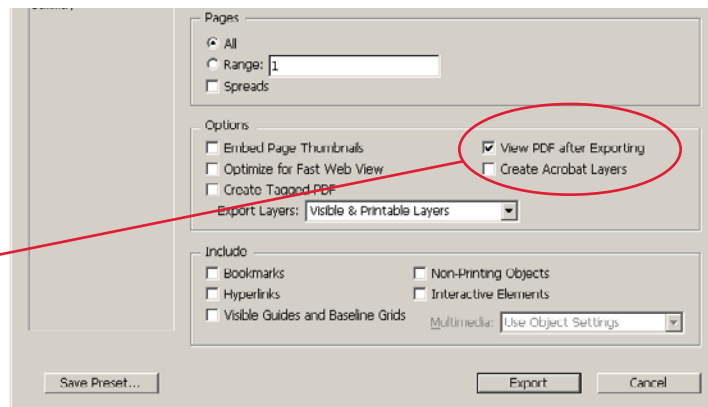 Pages
All
Range: 1
Spreads
Options
Embed Page Thumbnails
View PDF after Exporting
Optimize for Fast Web View
Create Acrobat Layers
Create Tagged PDF
Export Layers: Visible & Printable Layers
Include
Bookmarks
Non-Printing Objects
Hyperlinks
Interactive Elements
Visible Guides and Baseline Grids
Multimedia: Use Object Settings
Save Preset...
Export
Cancel